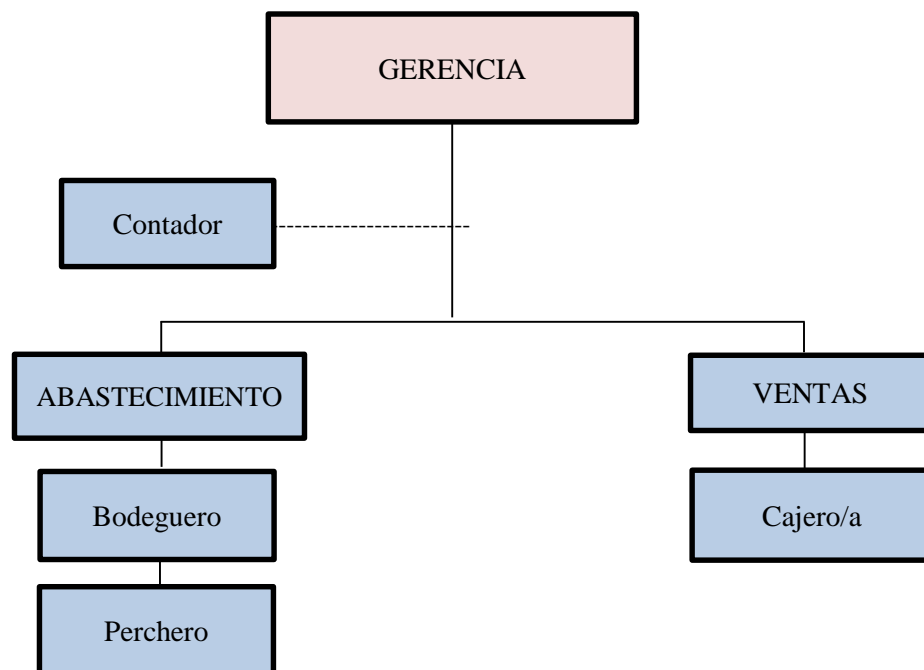 GERENCIA
Contador
ABASTECIMIENTO
VENTAS
Bodeguero
Cajero/a
Perchero